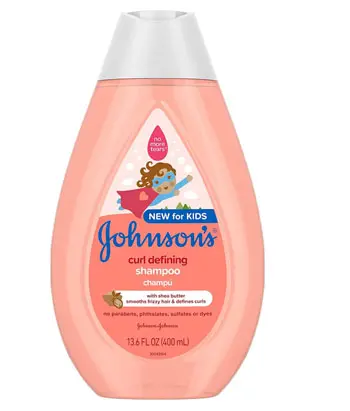 no
more
tears®
NEW for KIDS
Johnson's®
curl defining
shampoo
champú
with shea butter
smooths frizzy hair & defines curls
no parabens, phthalates, sulfates or dyes
Johnson & Johnson
13.6 FL OZ (400 mL)